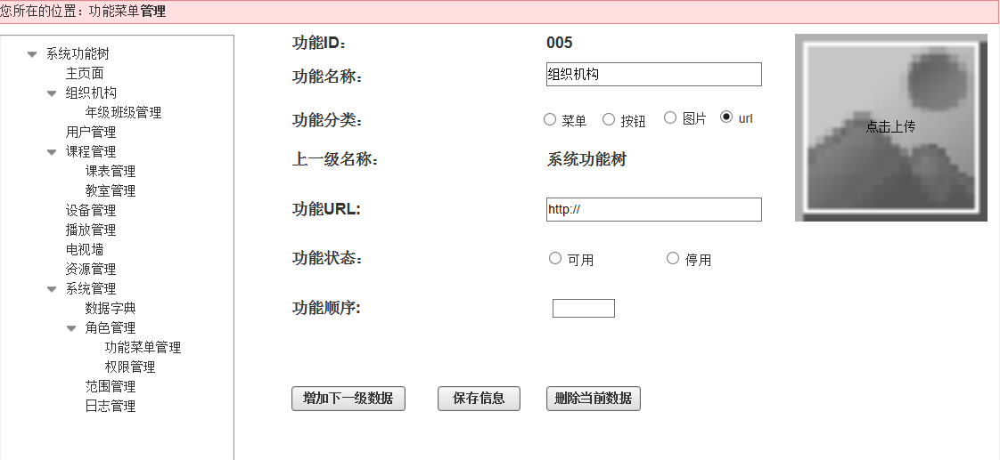 您所在的位置：功能菜单管理
系统功能树
主页面
组织机构
年级班级管理
用户管理
课程管理
课表管理
教室管理
设备管理
播放管理
电视墙
资源管理
系统管理
数据字典
角色管理
功能菜单管理
权限管理
范围管理
日志管理
功能ID： 005
功能名称： 组织机构
功能分类： 菜单 按钮 图片 url
上一级名称： 系统功能树
功能URL: http://
功能状态： 可用 停用
功能顺序:
点击上传
增加下一级数据 保存信息 删除当前数据